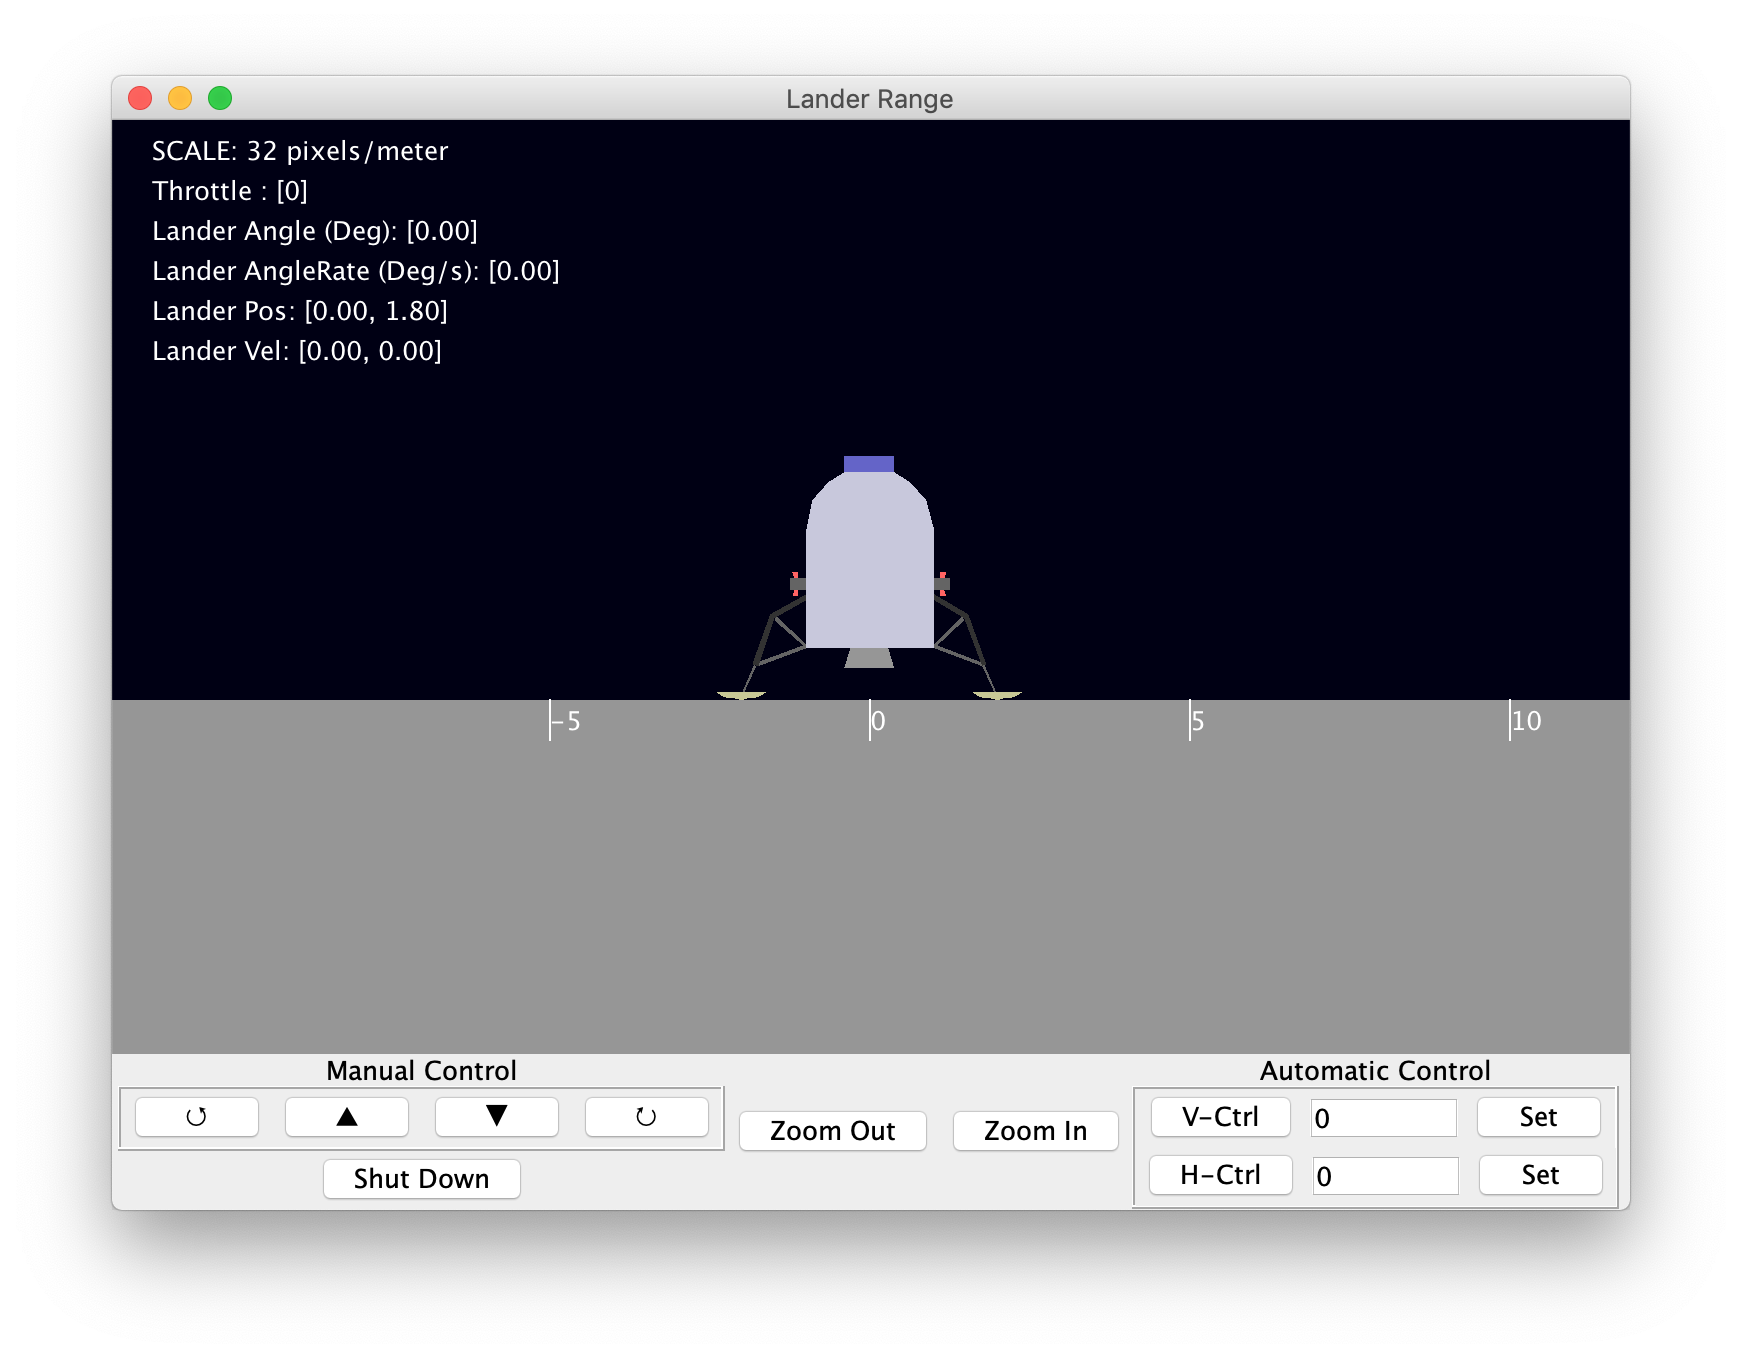 Lander Range
SCALE: 32 pixels/meter
Throttle : [0]
Lander Angle (Deg): [0.00]
Lander AngleRate (Deg/s): [0.00]
Lander Pos: [0.00, 1.80]
Lander Vel: [0.00, 0.00]
-5 0 5 10
Manual Control
↺ ▲ ▼ ↻
Shut Down
Zoom Out Zoom In
Automatic Control
V-Ctrl 0 Set
H-Ctrl 0 Set